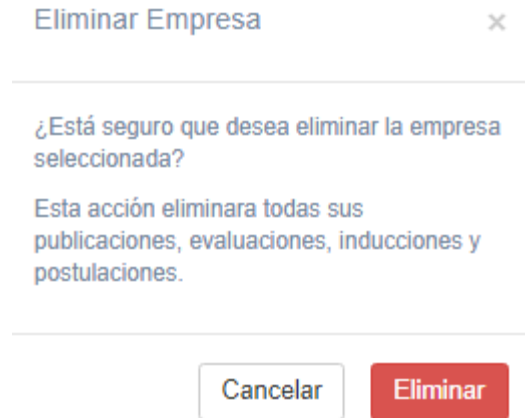 Eliminar Empresa ×
¿Está seguro que desea eliminar la empresa
seleccionada?
Esta acción eliminara todas sus
publicaciones, evaluaciones, inducciones y
postulaciones.
Cancelar Eliminar